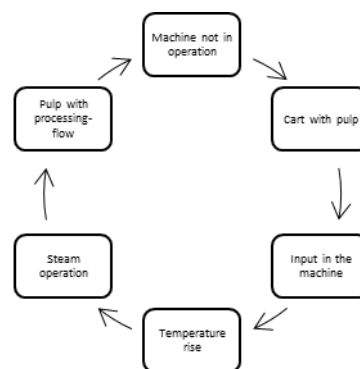 Machine not in
operation
Cart with pulp
Input in the
machine
Temperature
rise
Steam
operation
Pulp with
processing-
flow